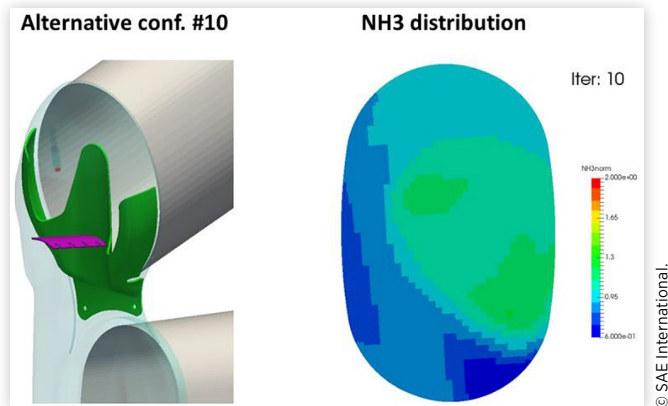 Alternative conf. #10
NH3 distribution
Iter: 10
NH3norm
2.000e+00
1.65
1.3
0.95
6.000e-01
© SAE International.